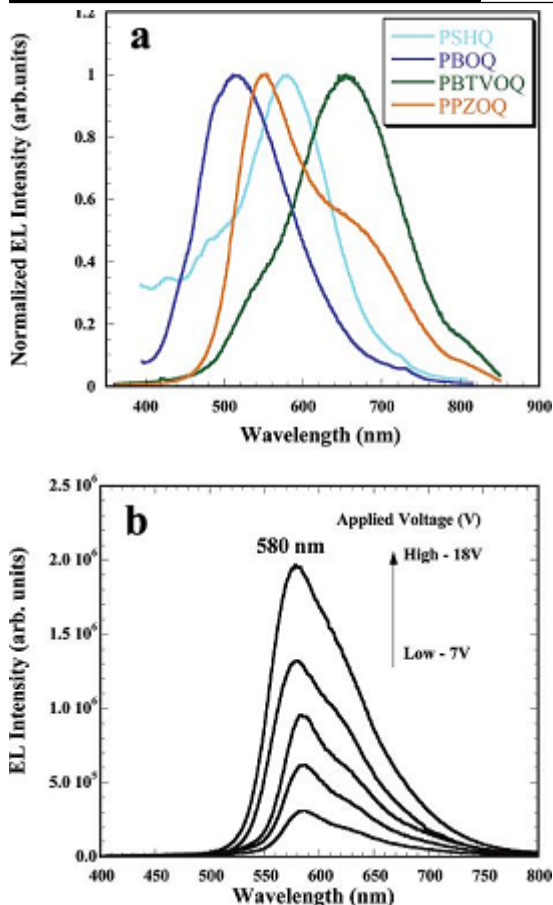 a
PSHQ
PBOQ
PBTVOQ
PPZOQ
Normalized EL Intensity (arb.units)
1.2
1
0.8
0.6
0.4
0.2
0
400 500 600 700 800 900
Wavelength (nm)
b
Applied Voltage (V)
580 nm
High - 18V
Low - 7V
EL Intensity (arb. units)
2.5 10⁶
2.0 10⁶
1.5 10⁶
1.0 10⁶
5.0 10⁵
0.0
400 450 500 550 600 650 700 750 800
Wavelength (nm)